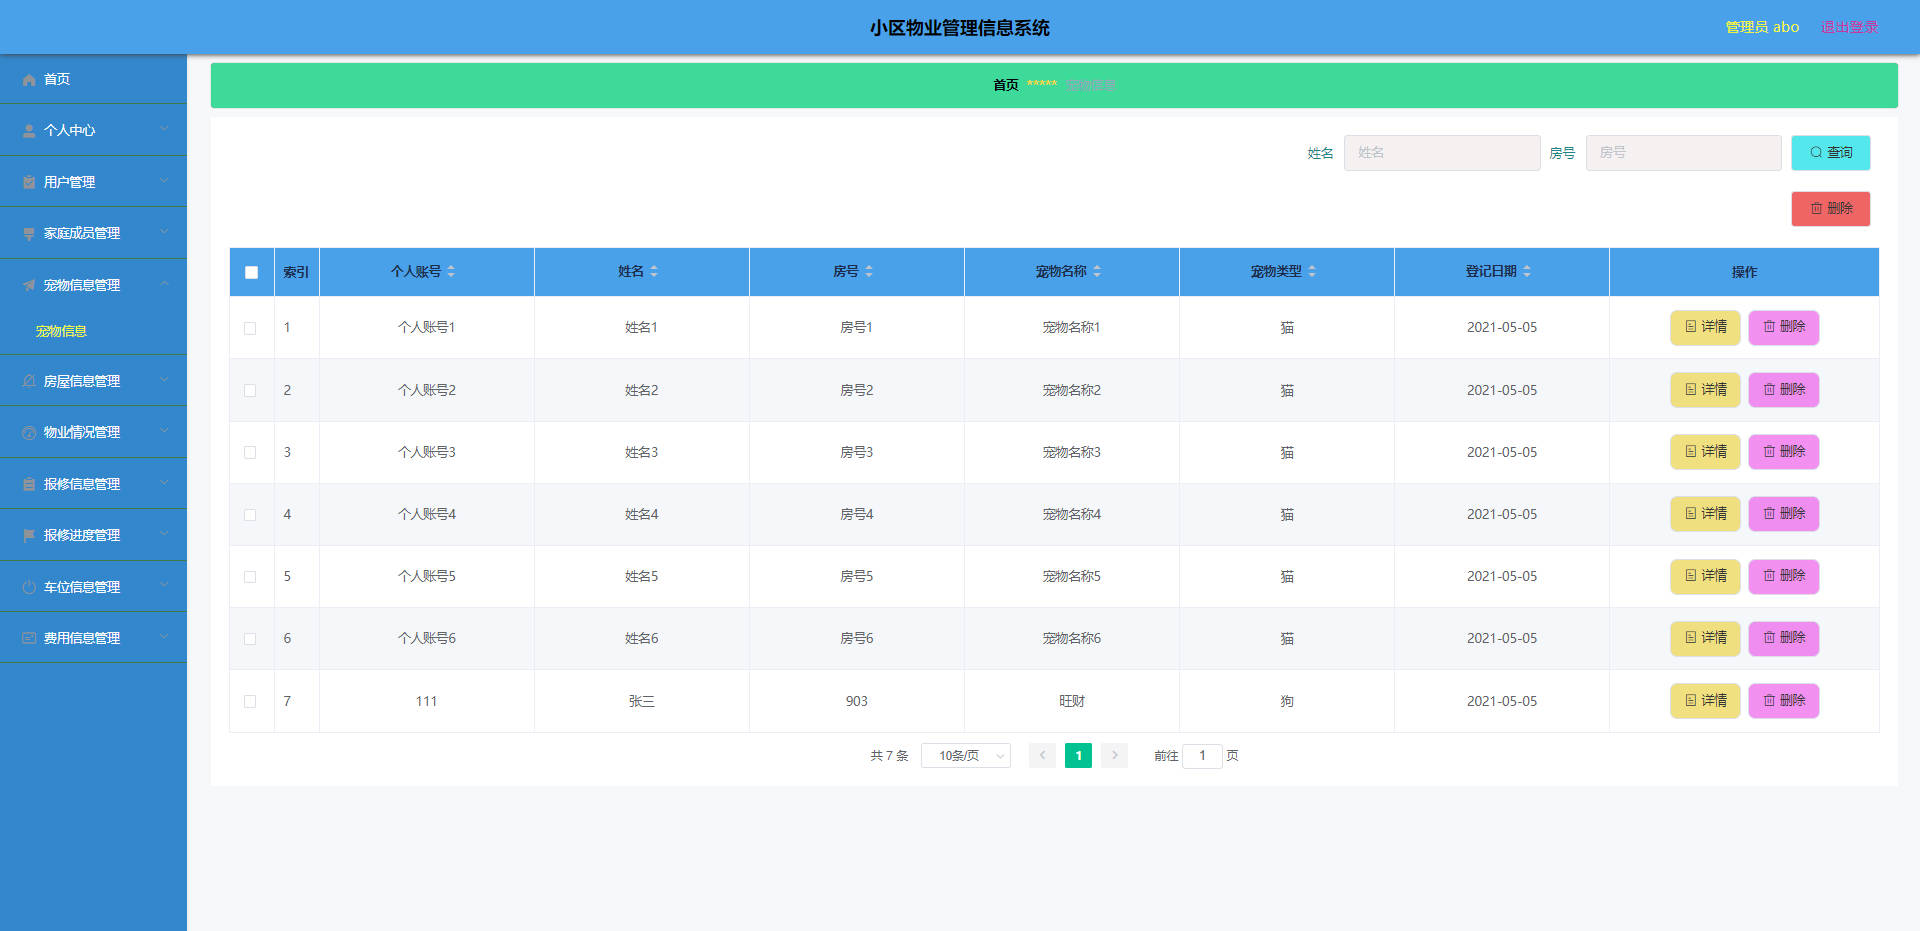 小区物业管理信息系统
管理员 abo 退出登录
首页
个人中心
用户管理
家庭成员管理
宠物信息管理
宠物信息
房屋信息管理
物业情况管理
报修信息管理
报修进度管理
车位信息管理
费用信息管理
首页 ***** 宠物信息
姓名 姓名 房号 房号 查询
删除
索引 个人账号 姓名 房号 宠物名称 宠物类型 登记日期 操作
1 个人账号1 姓名1 房号1 宠物名称1 猫 2021-05-05 详情 删除
2 个人账号2 姓名2 房号2 宠物名称2 猫 2021-05-05 详情 删除
3 个人账号3 姓名3 房号3 宠物名称3 猫 2021-05-05 详情 删除
4 个人账号4 姓名4 房号4 宠物名称4 猫 2021-05-05 详情 删除
5 个人账号5 姓名5 房号5 宠物名称5 猫 2021-05-05 详情 删除
6 个人账号6 姓名6 房号6 宠物名称6 猫 2021-05-05 详情 删除
7 111 张三 903 旺财 狗 2021-05-05 详情 删除
共 7 条 10条/页 1 前往 1 页